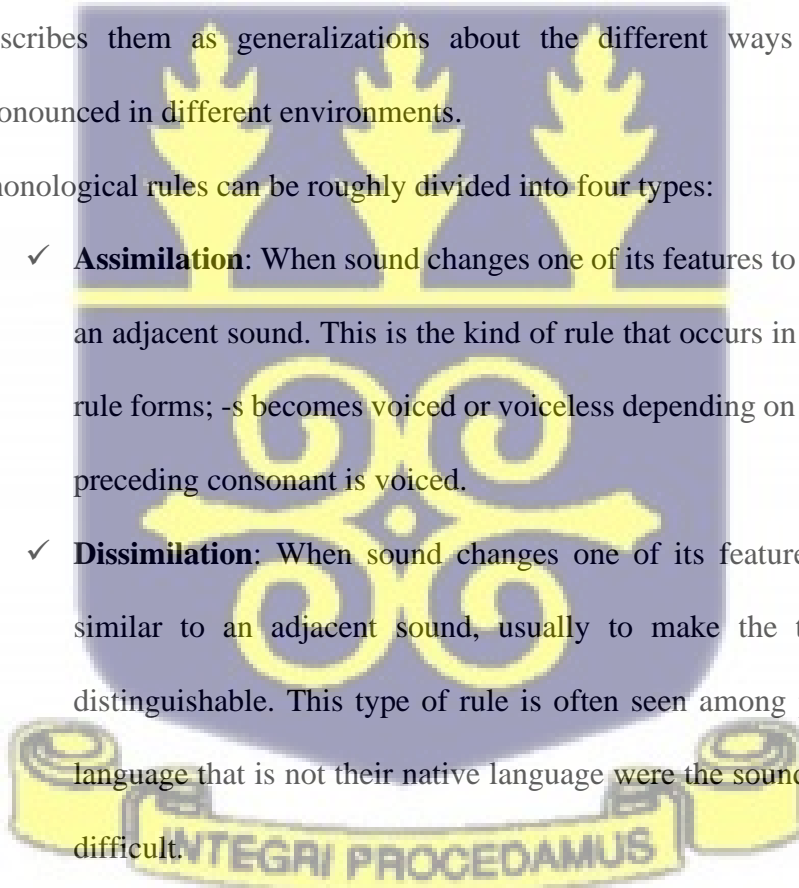 scribes them as generalizations about the different ways
onounced in different environments.
honological rules can be roughly divided into four types:
✓ Assimilation: When sound changes one of its features to
an adjacent sound. This is the kind of rule that occurs in
rule forms; -s becomes voiced or voiceless depending on
preceding consonant is voiced.
✓ Dissimilation: When sound changes one of its feature
similar to an adjacent sound, usually to make the t
distinguishable. This type of rule is often seen among
language that is not their native language were the sound
difficult.
INTEGRI PROCEDAMUS